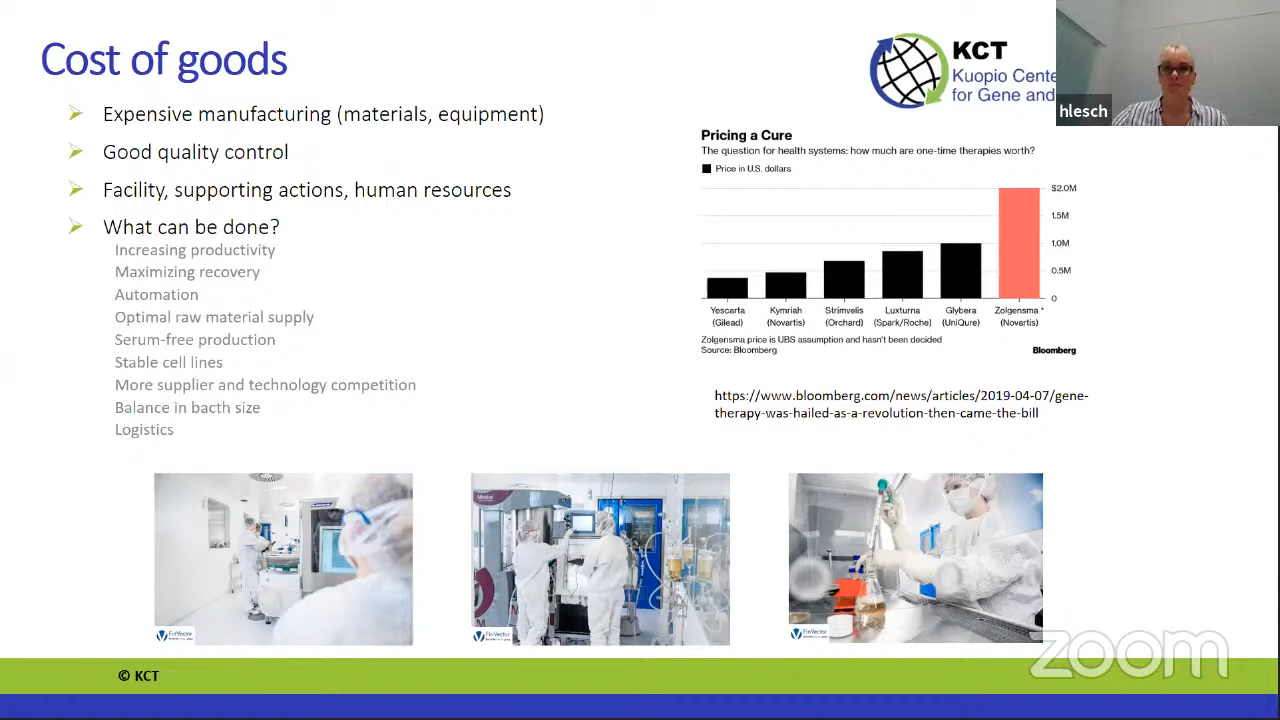 Cost of goods
Expensive manufacturing (materials, equipment)
Good quality control
Facility, supporting actions, human resources
What can be done?
Increasing productivity
Maximizing recovery
Automation
Optimal raw material supply
Serum-free production
Stable cell lines
More supplier and technology competition
Balance in bacth size
Logistics
KCT
Kuopio Cente
for Gene and
hlesch
Pricing a Cure
The question for health systems: how much are one-time therapies worth?
Price in U.S. dollars
$2.0M
1.5M
1.0M
0.5M
0
Yescarta Kymriah Strimvelis Luxturna Glybera Zolgensma *
(Gilead) (Novartis) (Orchard) (Spark/Roche) (UniQure) (Novartis)
Zolgensma price is UBS assumption and hasn't been decided
Source: Bloomberg
Bloomberg
https://www.bloomberg.com/news/articles/2019-04-07/gene-
therapy-was-hailed-as-a-revolution-then-came-the-bill
FinVector
FinVector
FinVector
zoom
© KCT